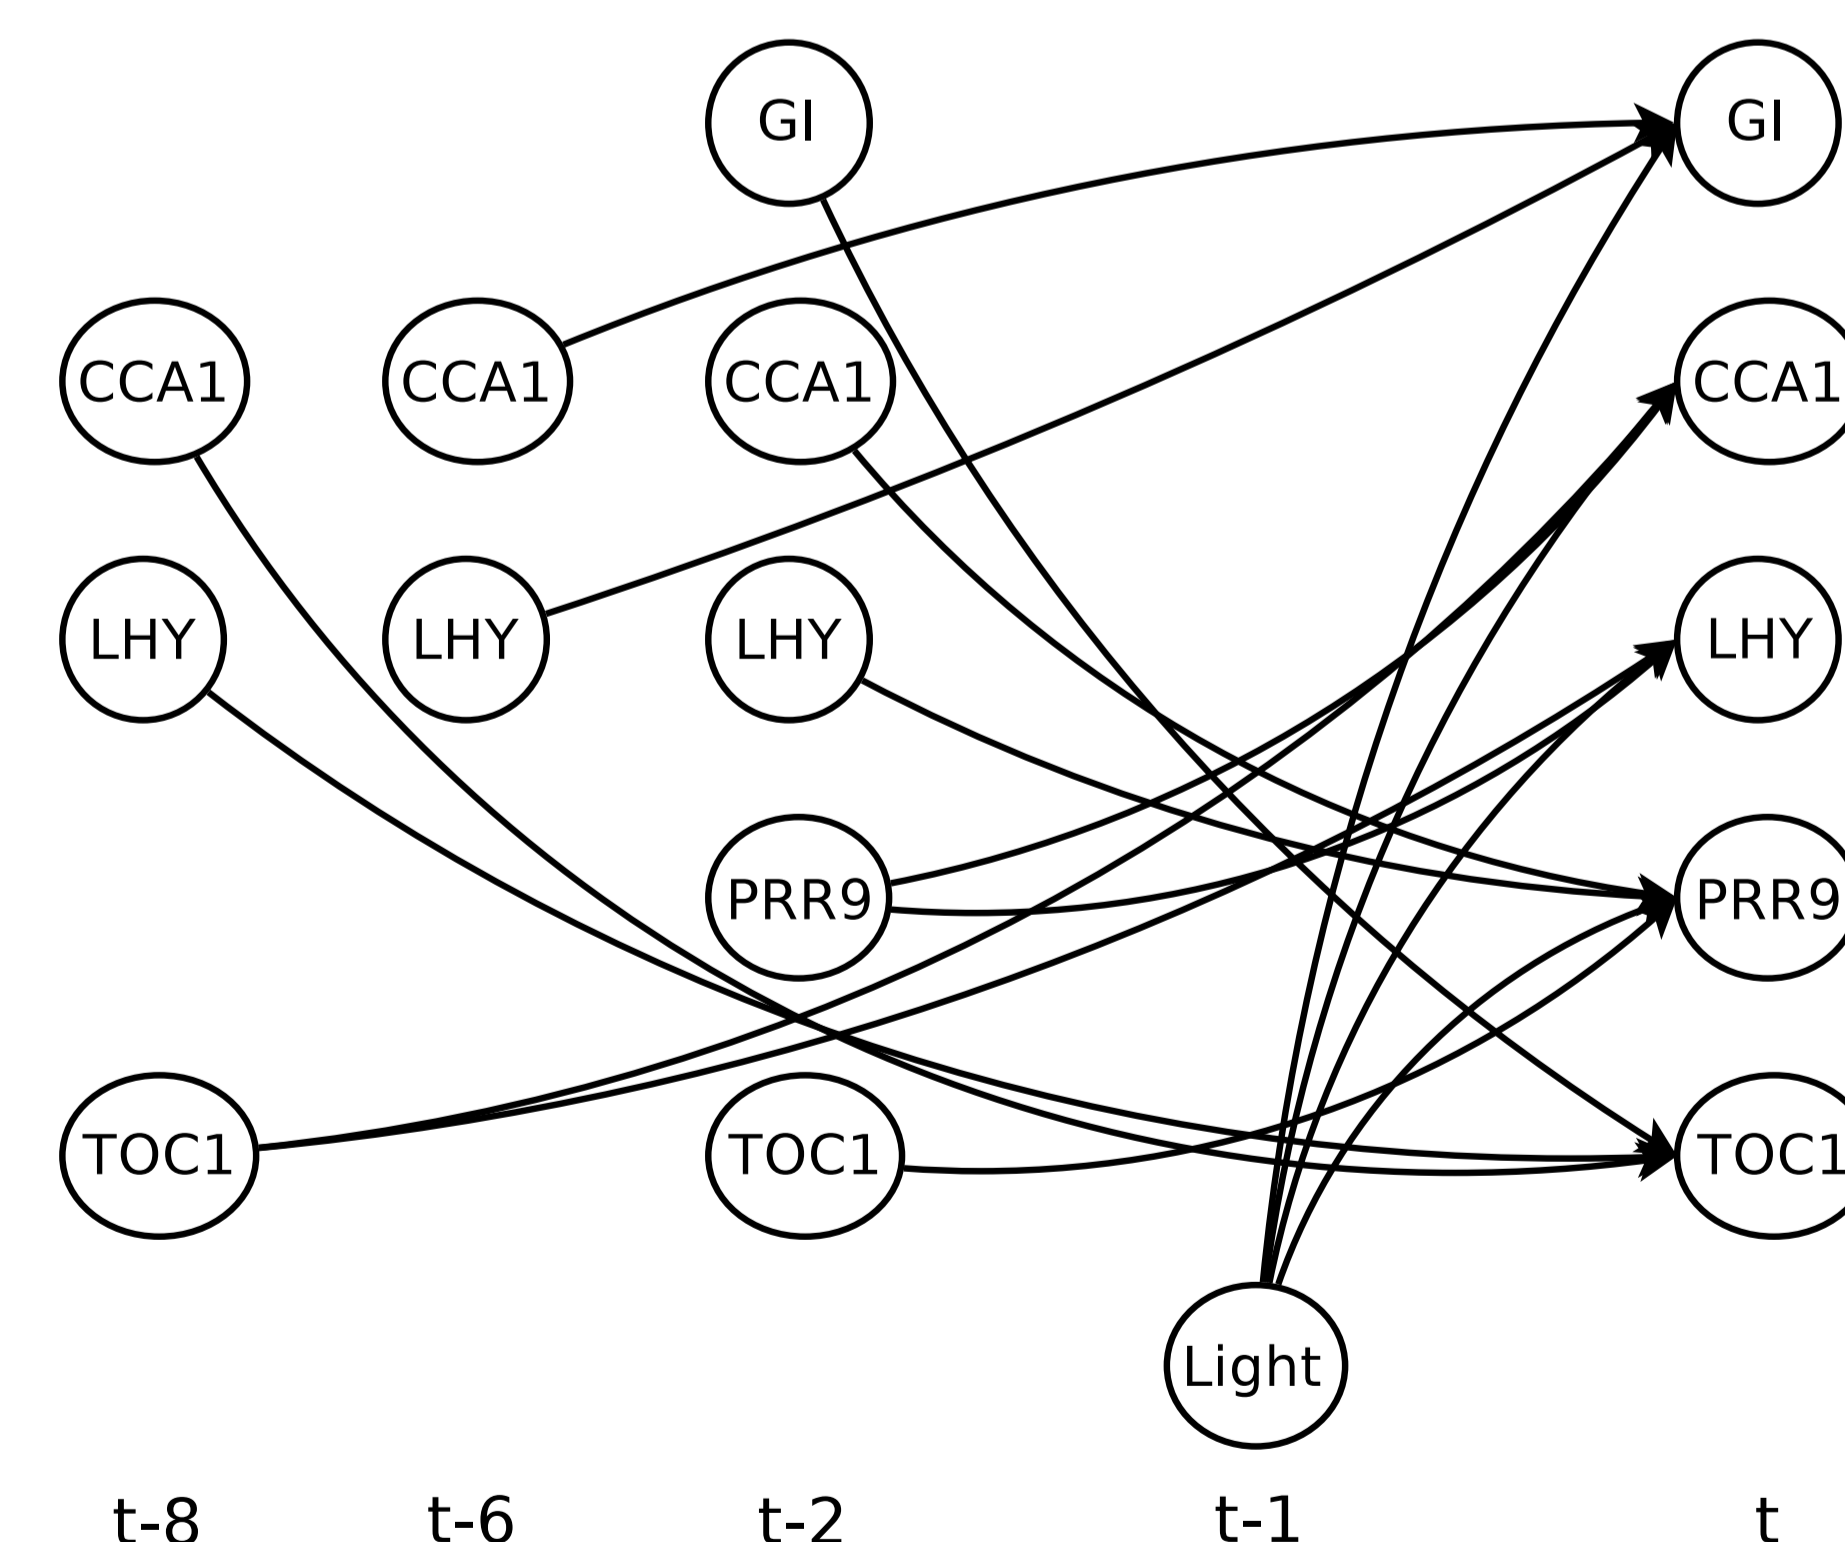 GI GI
CCA1 CCA1 CCA1 CCA1
LHY LHY LHY LHY
PRR9 PRR9
TOC1 TOC1 TOC1
Light
t-8 t-6 t-2 t-1 t